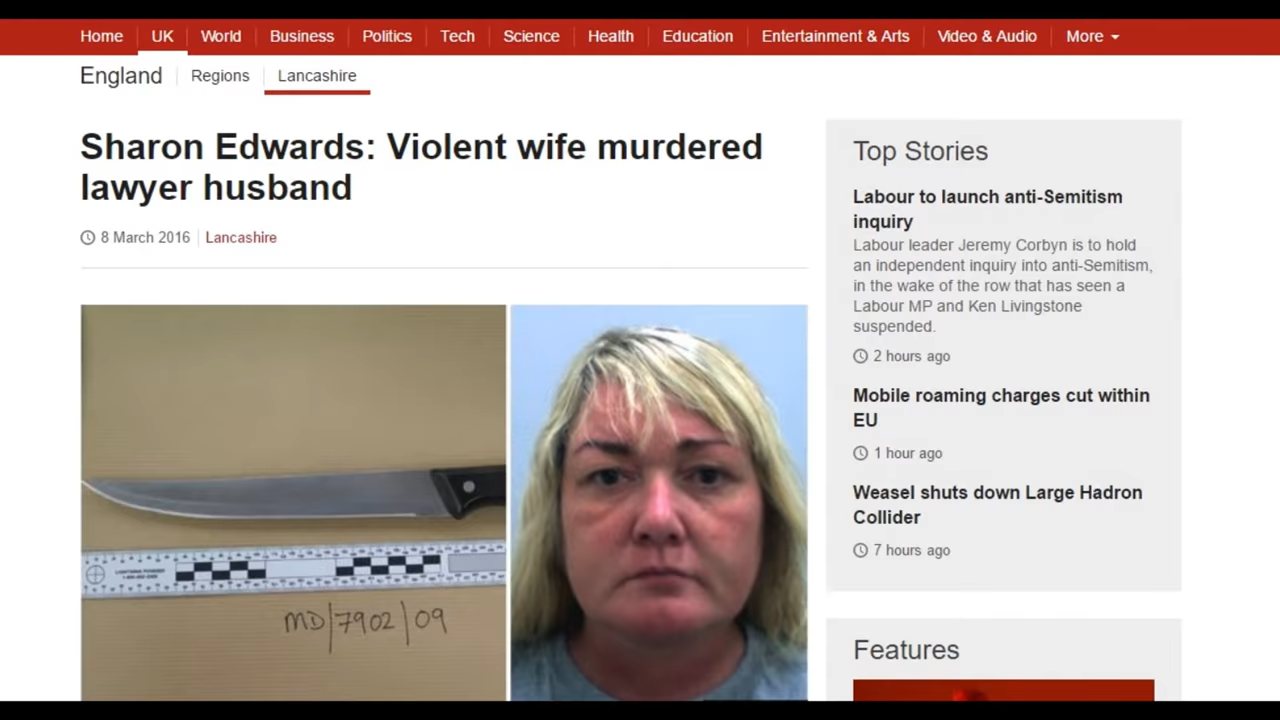 Home UK World Business Politics Tech Science Health Education Entertainment & Arts Video & Audio More
England Regions Lancashire
Sharon Edwards: Violent wife murdered
lawyer husband
8 March 2016 Lancashire
MD/7902/09
Top Stories
Labour to launch anti-Semitism
inquiry
Labour leader Jeremy Corbyn is to hold
an independent inquiry into anti-Semitism,
in the wake of the row that has seen a
Labour MP and Ken Livingstone
suspended.
2 hours ago
Mobile roaming charges cut within
EU
1 hour ago
Weasel shuts down Large Hadron
Collider
7 hours ago
Features